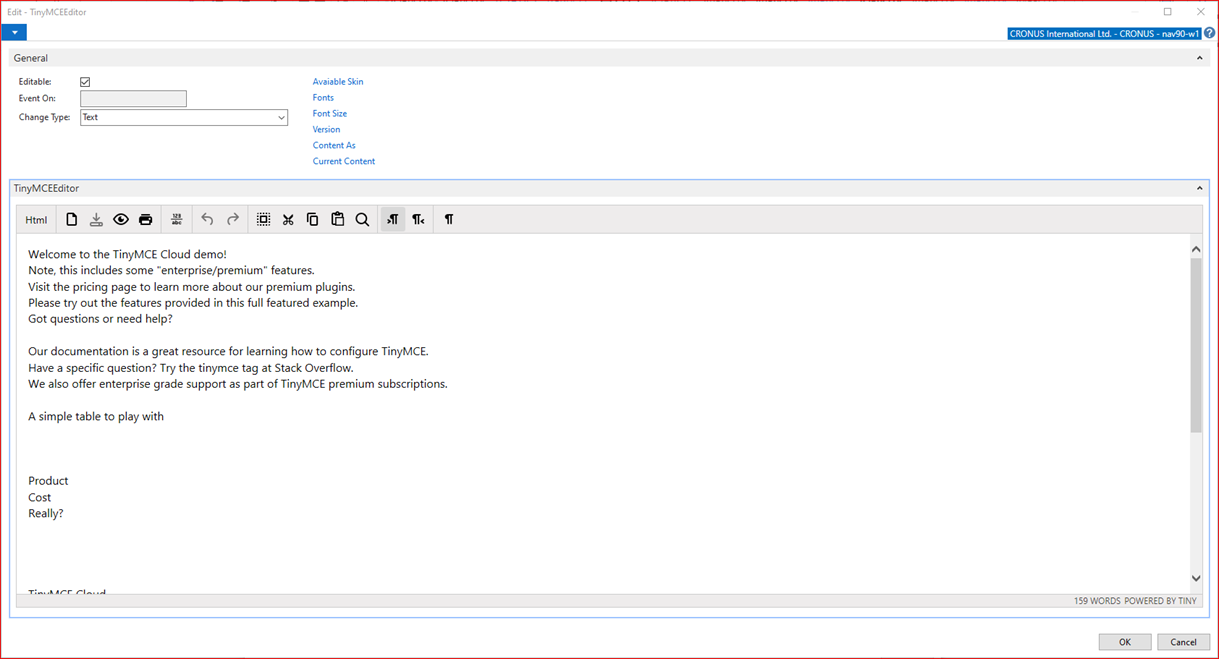 Edit - TinyMCEEditor
CRONUS International Ltd. - CRONUS - nav90-w1 ?
General
Editable:
Event On:
Change Type: Text
Avaiable Skin
Fonts
Font Size
Version
Content As
Current Content
TinyMCEEditor
Html
123
abc
Welcome to the TinyMCE Cloud demo!
Note, this includes some "enterprise/premium" features.
Visit the pricing page to learn more about our premium plugins.
Please try out the features provided in this full featured example.
Got questions or need help?
Our documentation is a great resource for learning how to configure TinyMCE.
Have a specific question? Try the tinymce tag at Stack Overflow.
We also offer enterprise grade support as part of TinyMCE premium subscriptions.
A simple table to play with
Product
Cost
Really?
TinyMCE Cloud
159 WORDS POWERED BY TINY
OK Cancel